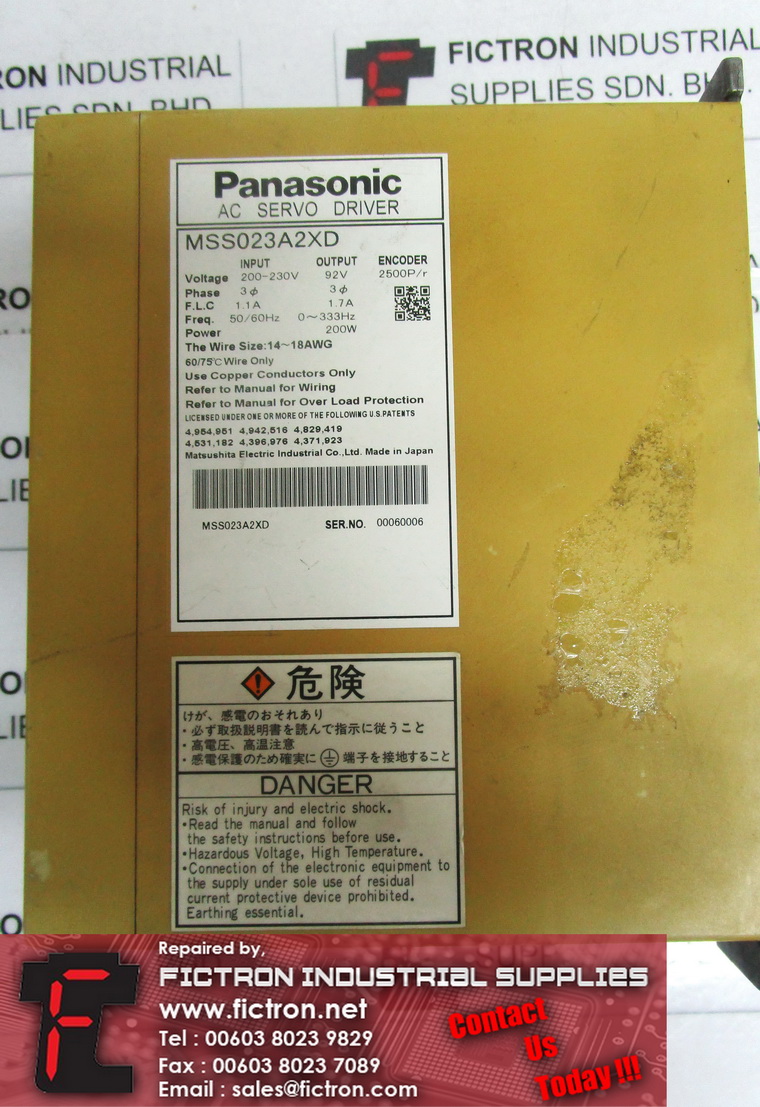 RON INDUSTRIAL
LIES SDN. BHD
FICTRON INDUSTRIAL
SUPPLIES SDN. BH
Panasonic
AC SERVO DRIVER
MSS023A2XD
INPUT OUTPUT ENCODER
Voltage 200-230V 92V 2500P/r
Phase 3ϕ 3ϕ
F.L.C 1.1A 1.7A
Freq. 50/60Hz 0~333Hz
Power 200W
The Wire Size:14~18AWG
60/75℃ Wire Only
Use Copper Conductors Only
Refer to Manual for Wiring
Refer to Manual for Over Load Protection
LICENSED UNDER ONE OR MORE OF THE FOLLOWING U.S.PATENTS
4,942,516 4,829,419
4,531,182 4,396,976 4,371,923
Matsushita Electric Industrial Co.,Ltd. Made in Japan
MSS023A2XD SER.NO. 00060006
危険
けが、感電のおそれあり
・必ず取扱説明書を読んで指示に従うこと
・高電圧、高温注意
・感電保護のため確実に⏚端子を接地すること
DANGER
Risk of injury and electric shock.
•Read the manual and follow
the safety instructions before use.
•Hazardous Voltage, High Temperature.
•Connection of the electronic equipment to
the supply under sole use of residual
current protective device prohibited.
Earthing essential.
Repaired by,
FICTRON INDUSTRIAL SUPPLIES
www.fictron.net
Tel : 00603 8023 9829
Fax : 00603 8023 7089
Email : sales@fictron.com
Contact
Us
Today !!!